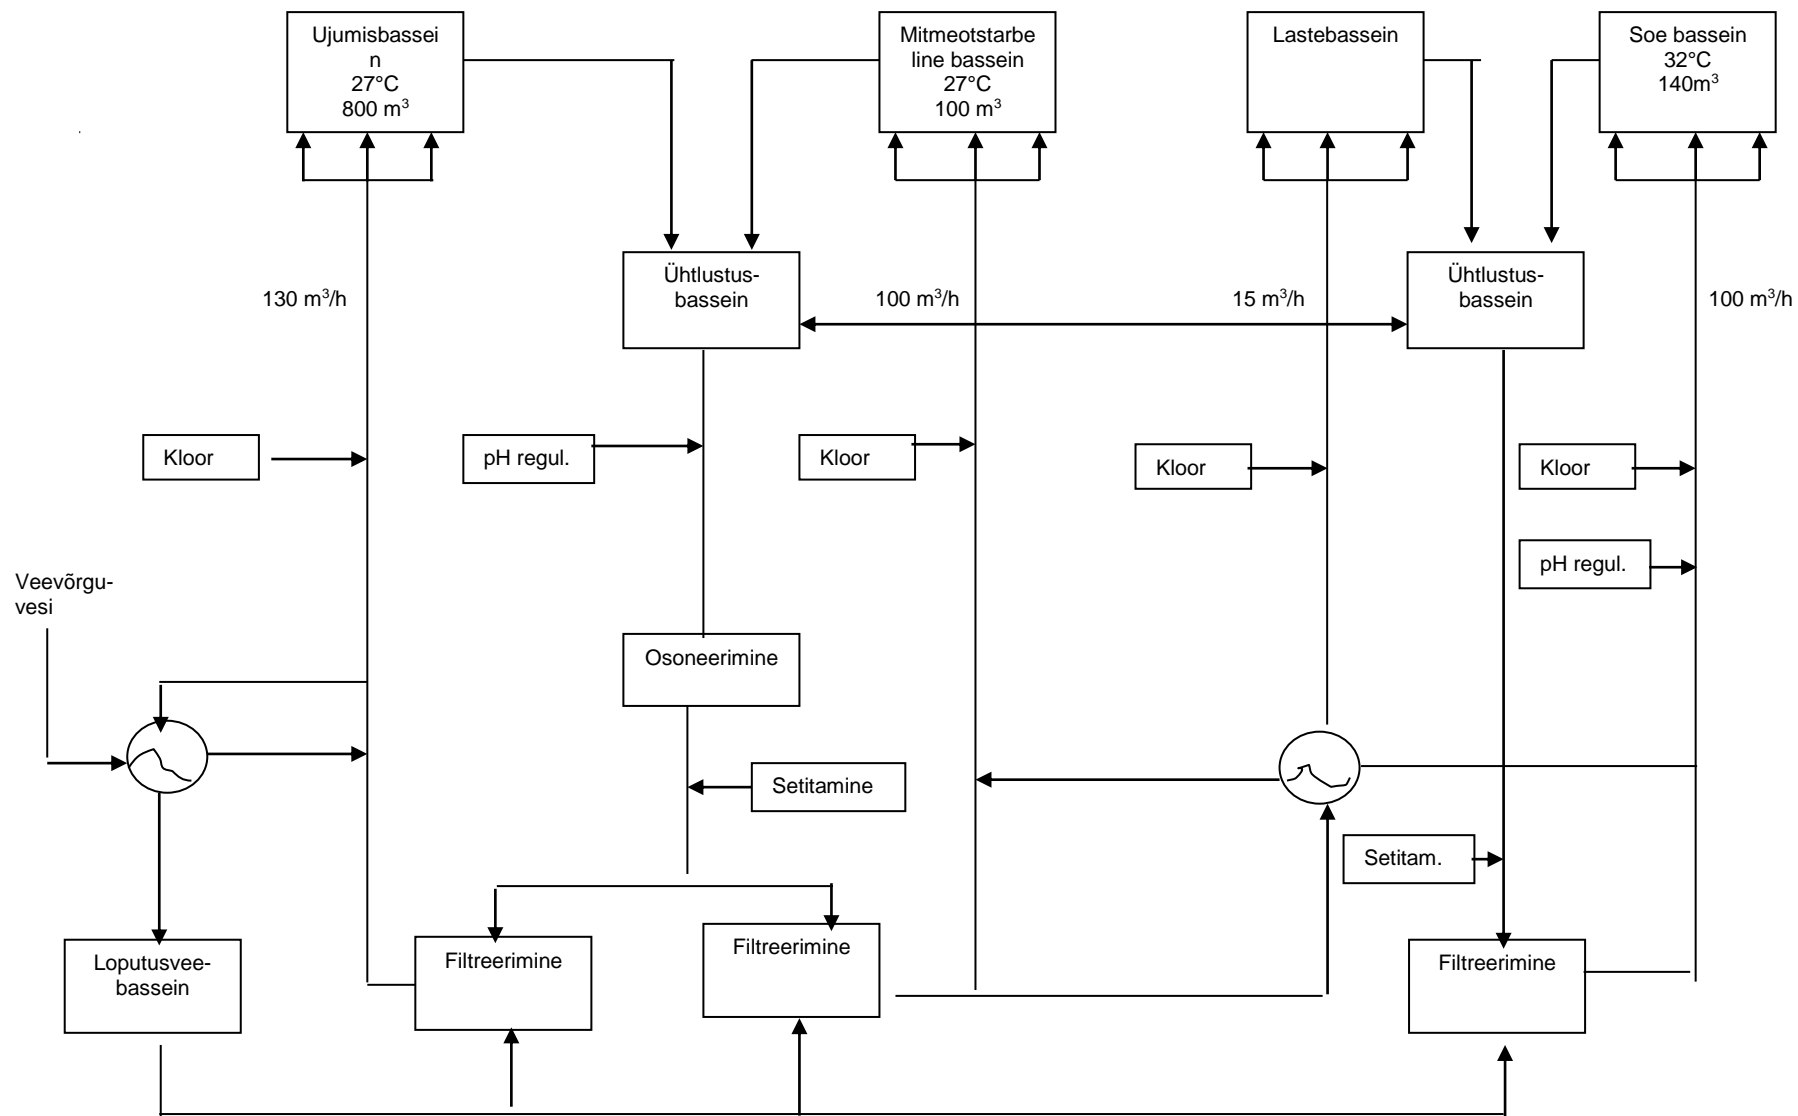 Ujumisbassei
n
27°C
800 m³
Mitmeotstarbe
line bassein
27°C
100 m³
Lastebassein
Soe bassein
32°C
140m³
Ühtlustus-
bassein
Ühtlustus-
bassein
130 m³/h
100 m³/h
15 m³/h
100 m³/h
Kloor
pH regul.
Kloor
Kloor
Kloor
pH regul.
Veevõrgu-
vesi
Osoneerimine
Setitamine
Setitam.
Loputusvee-
bassein
Filtreerimine
Filtreerimine
Filtreerimine